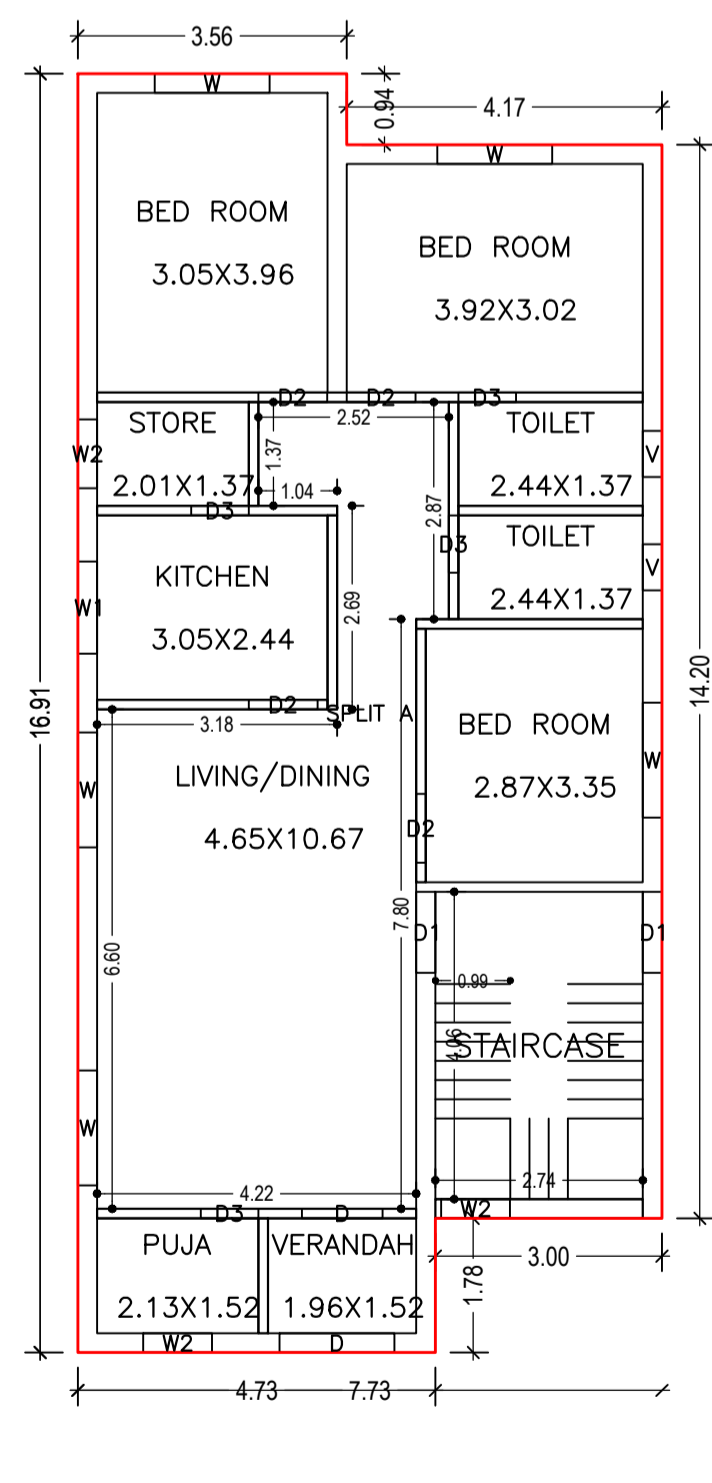 3.56
W
0.94
4.17
W
BED ROOM
3.05X3.96
BED ROOM
3.92X3.02
D2
D2
D3
STORE
2.52
TOILET
W2
1.37
V
2.01X1.37
1.04
2.44X1.37
D3
2.87
D3
TOILET
V
KITCHEN
2.44X1.37
W1
2.69
3.05X2.44
16.91
14.20
D2
SPLIT A
3.18
BED ROOM
W
LIVING/DINING
2.87X3.35
W
4.65X10.67
D2
7.80
D1
D1
6.60
0.99
4.06
STAIRCASE
W
4.22
2.74
D3
D
W2
PUJA
VERANDAH
3.00
1.78
2.13X1.52
1.96X1.52
W2
D
4.73
7.73